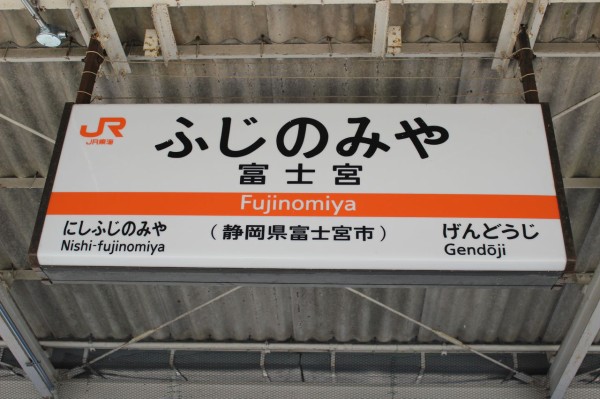 JR
JR東海
ふじのみや
富士宮
Fujinomiya
にしふじのみや
Nishi-fujinomiya
(静岡県富士宮市)
げんどうじ
Gendōji